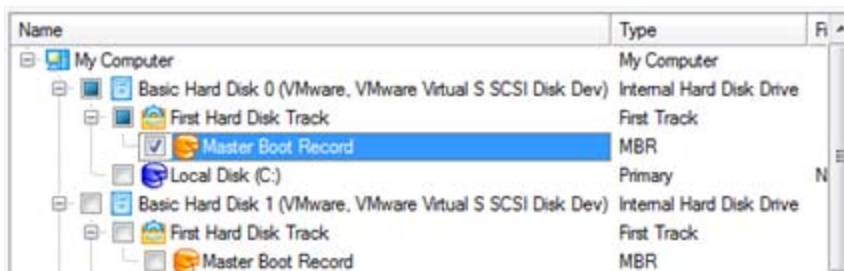 Name Type Fi
My Computer My Computer
Basic Hard Disk 0 (VMware, VMware Virtual S SCSI Disk Dev) Internal Hard Disk Drive
First Hard Disk Track First Track
Master Boot Record MBR
Local Disk (C:) Primary N
Basic Hard Disk 1 (VMware, VMware Virtual S SCSI Disk Dev) Internal Hard Disk Drive
First Hard Disk Track First Track
Master Boot Record MBR